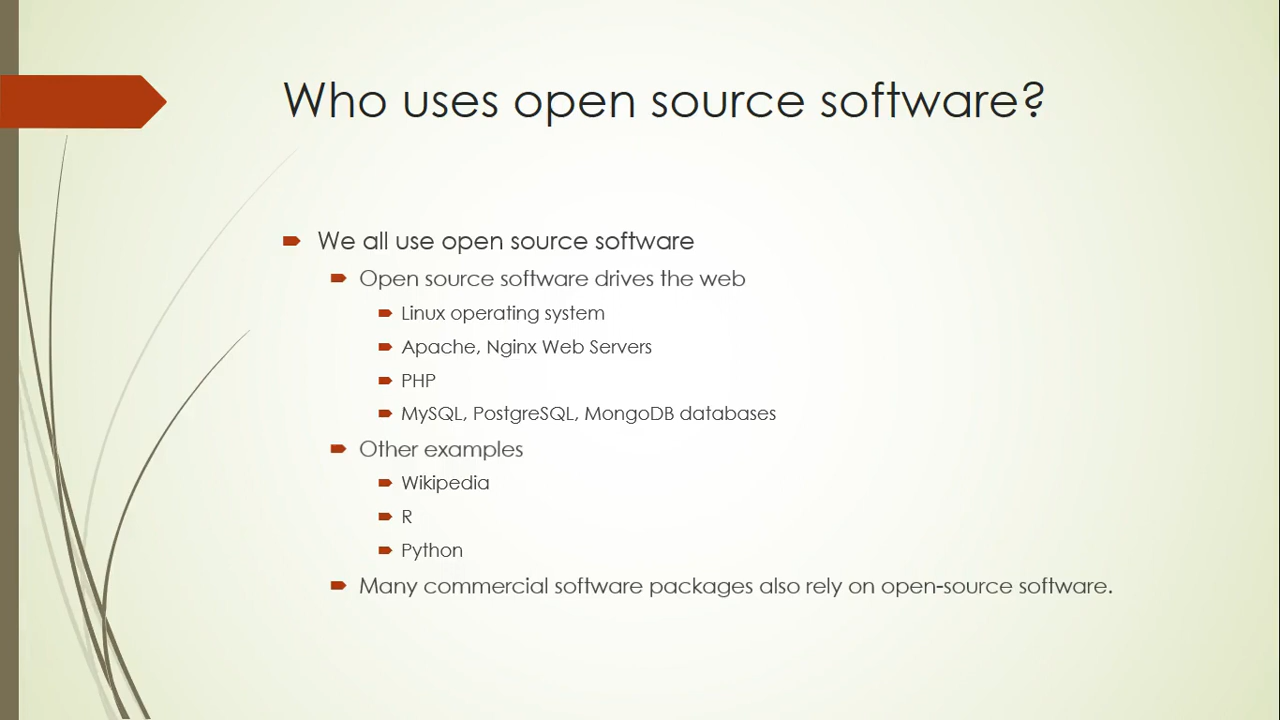 Who uses open source software?
We all use open source software
Open source software drives the web
Linux operating system
Apache, Nginx Web Servers
PHP
MySQL, PostgreSQL, MongoDB databases
Other examples
Wikipedia
R
Python
Many commercial software packages also rely on open-source software.